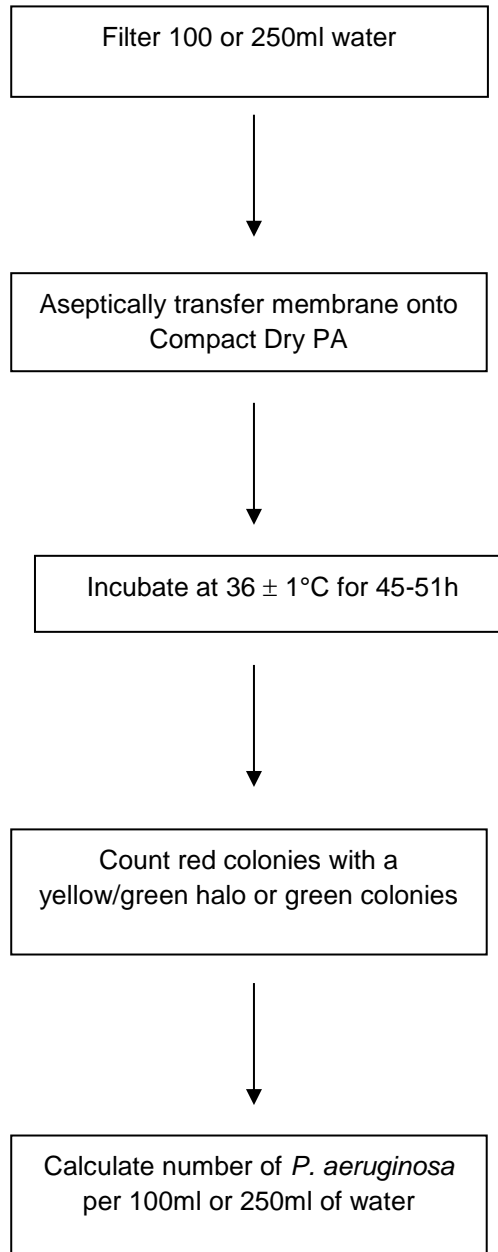 Filter 100 or 250ml water
Aseptically transfer membrane onto
Compact Dry PA
Incubate at 36 ± 1°C for 45-51h
Count red colonies with a
yellow/green halo or green colonies
Calculate number of P. aeruginosa
per 100ml or 250ml of water